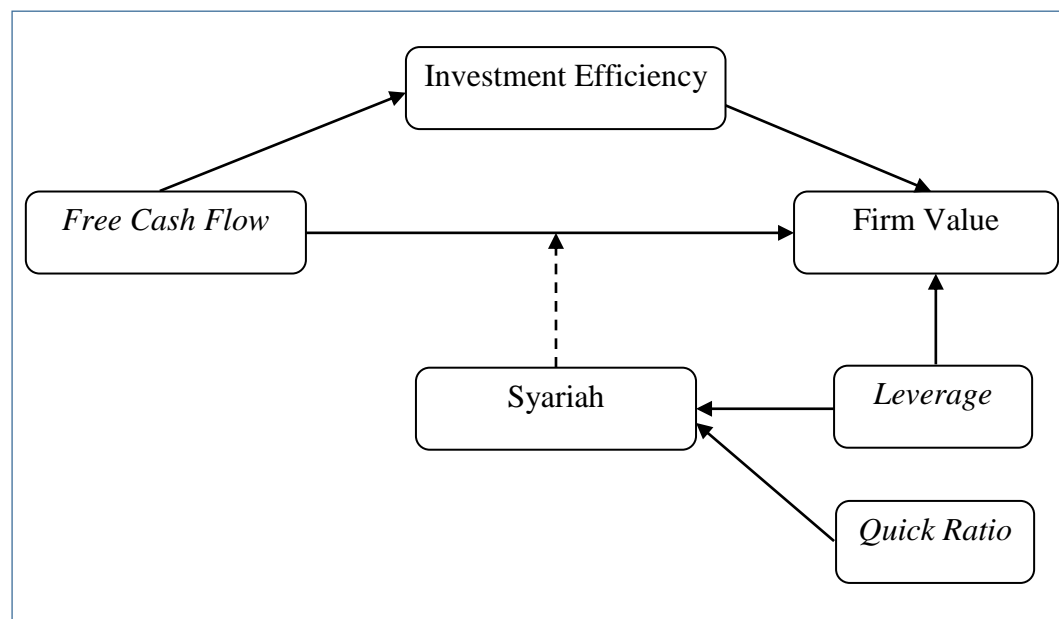 Investment Efficiency
Free Cash Flow
Firm Value
Syariah
Leverage
Quick Ratio